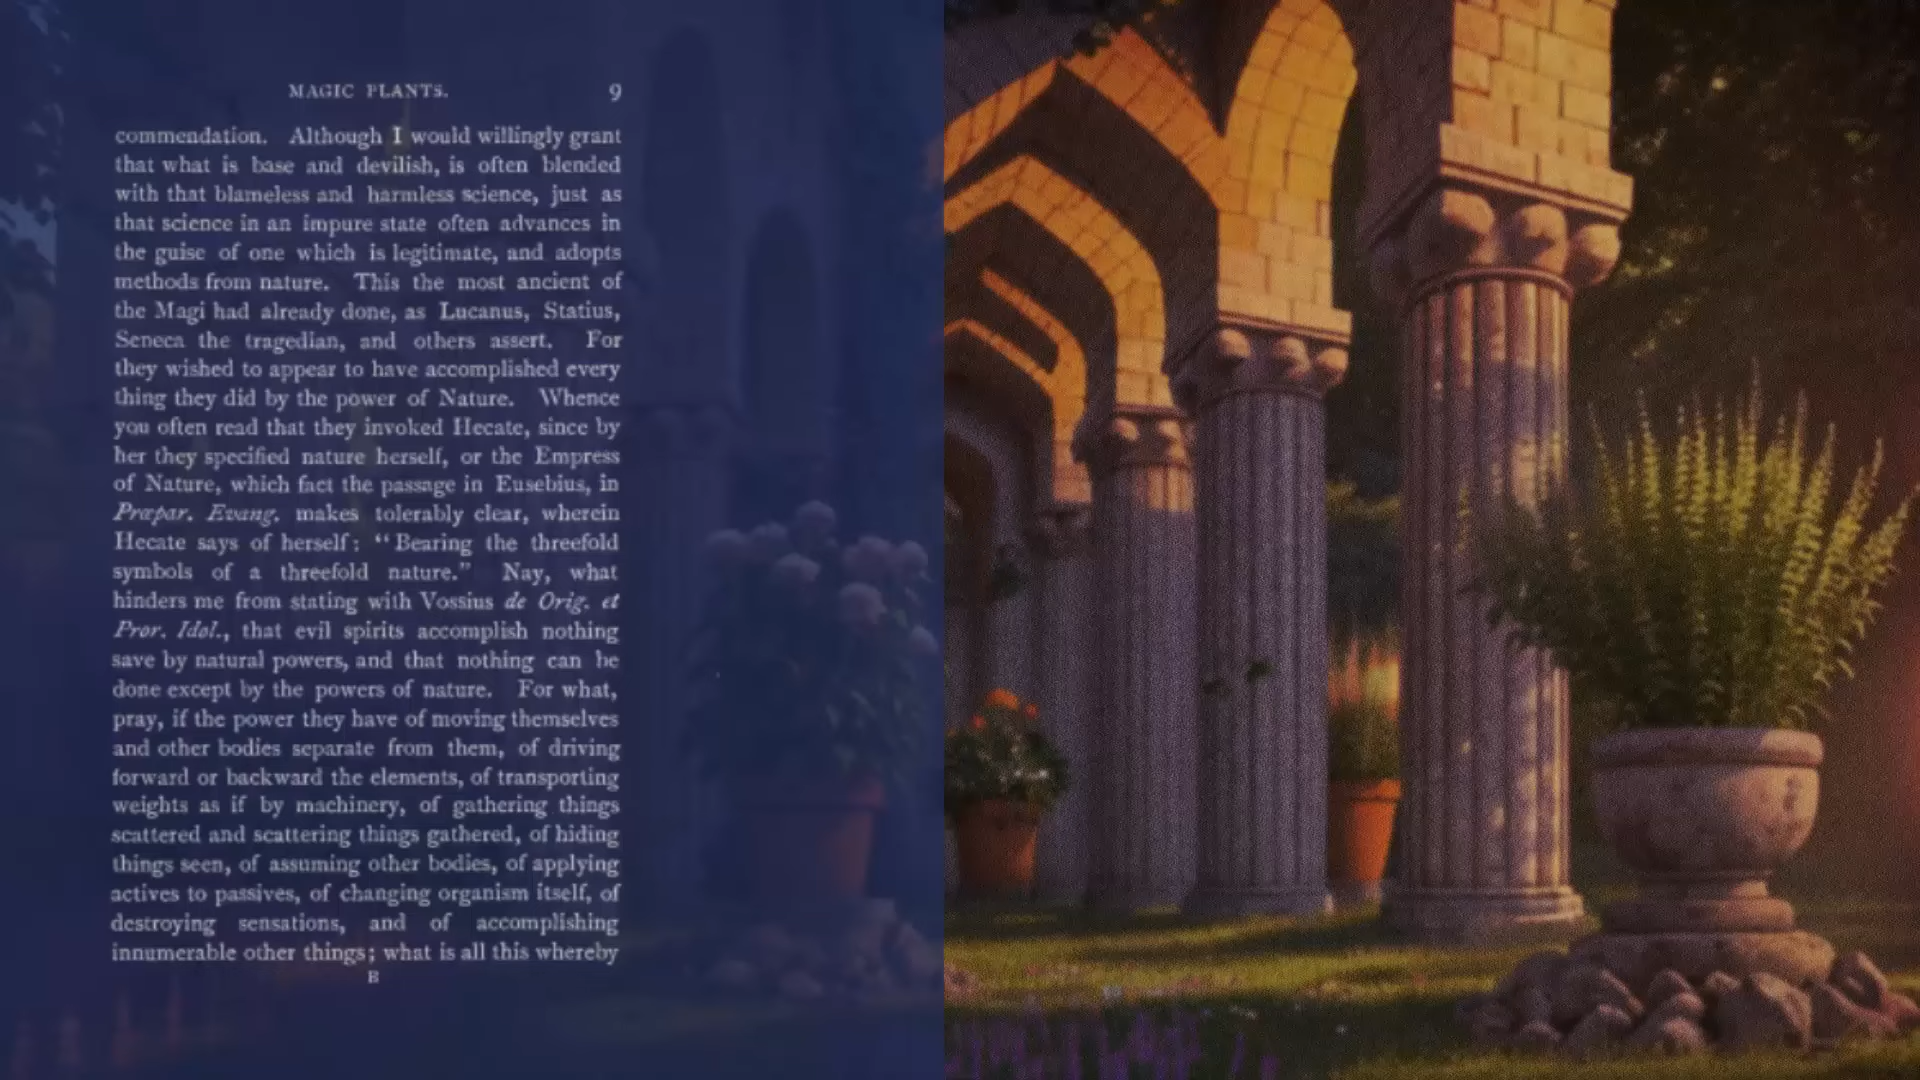 MAGIC PLANTS. 9
commendation. Although I would willingly grant
that what is base and devilish, is often blended
with that blameless and harmless science, just as
that science in an impure state often advances in
the guise of one which is legitimate, and adopts
methods from nature. This the most ancient of
the Magi had already done, as Lucanus, Statius,
Seneca the tragedian, and others assert. For
they wished to appear to have accomplished every
thing they did by the power of Nature. Whence
you often read that they invoked Hecate, since by
her they specified nature herself, or the Empress
of Nature, which fact the passage in Eusebius, in
Præpar. Evang. makes tolerably clear, wherein
Hecate says of herself: “Bearing the threefold
symbols of a threefold nature.” Nay, what
hinders me from stating with Vossius de Orig. et
Pror. Idol., that evil spirits accomplish nothing
save by natural powers, and that nothing can be
done except by the powers of nature. For what,
pray, if the power they have of moving themselves
and other bodies separate from them, of driving
forward or backward the elements, of transporting
weights as if by machinery, of gathering things
scattered and scattering things gathered, of hiding
things seen, of assuming other bodies, of applying
actives to passives, of changing organism itself, of
destroying sensations, and of accomplishing
innumerable other things; what is all this whereby
B